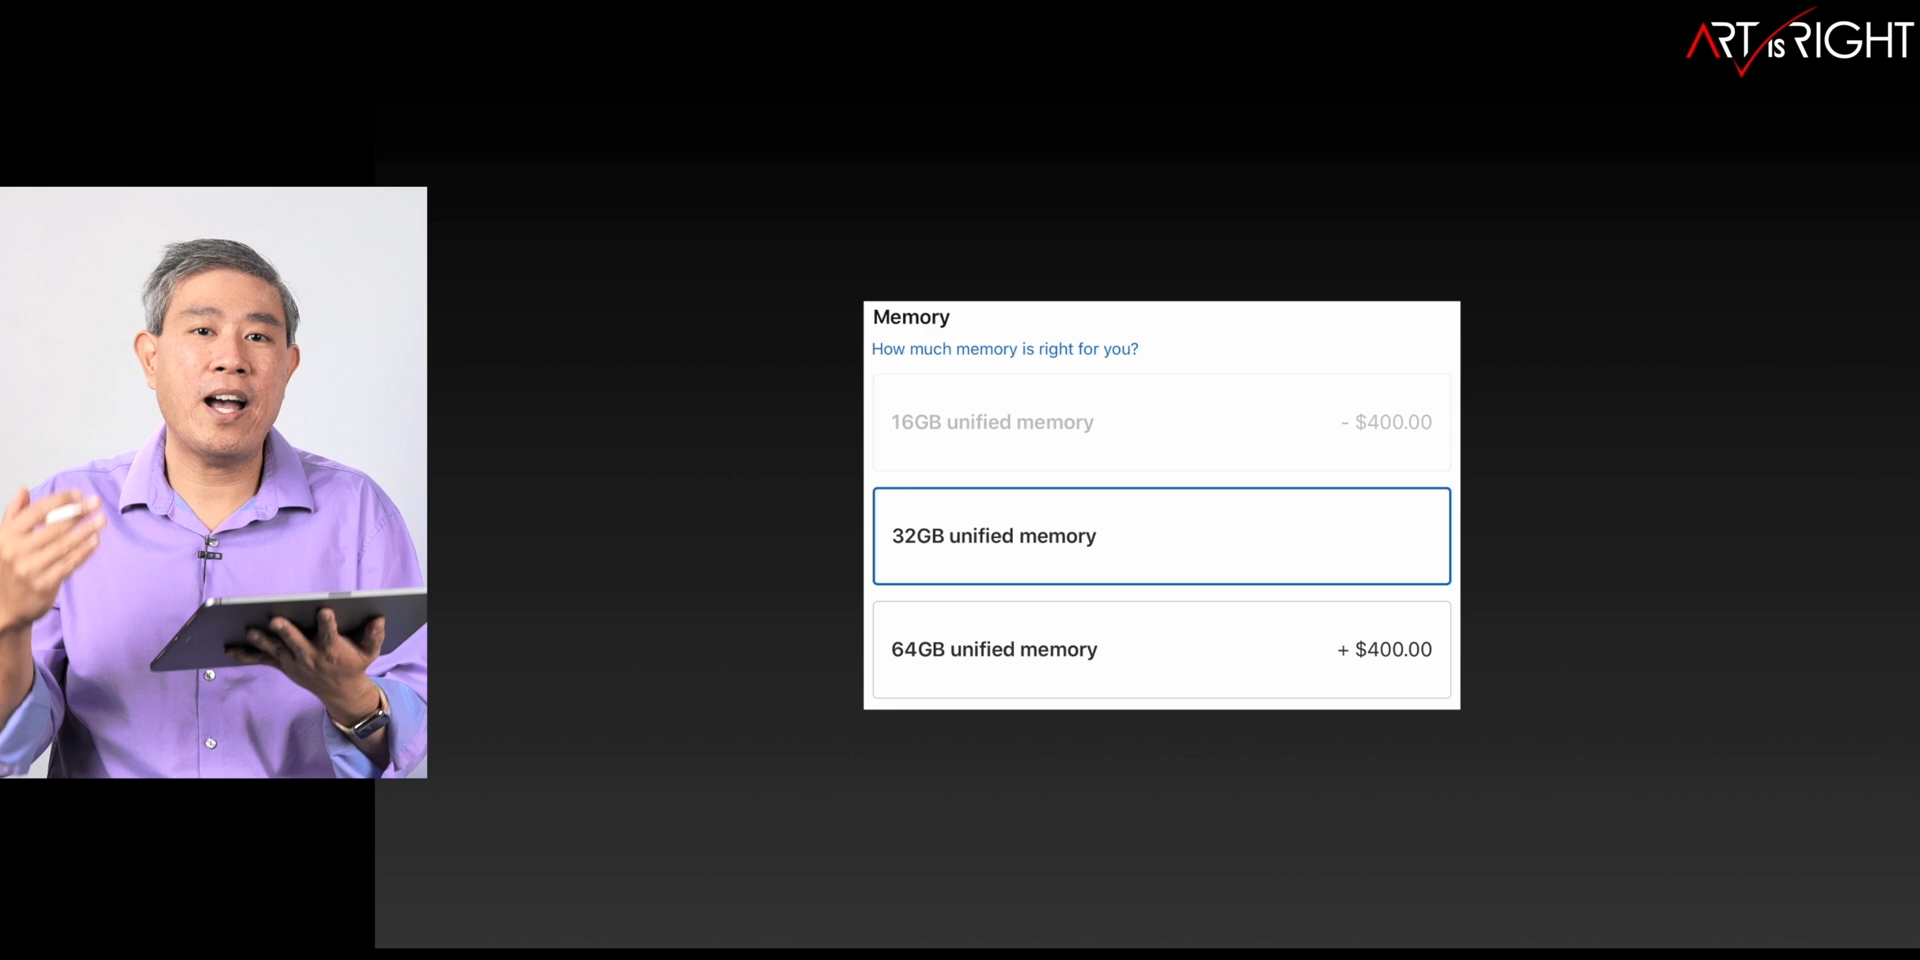 ART IS RIGHT
Memory
How much memory is right for you?
16GB unified memory - $400.00
32GB unified memory
64GB unified memory + $400.00